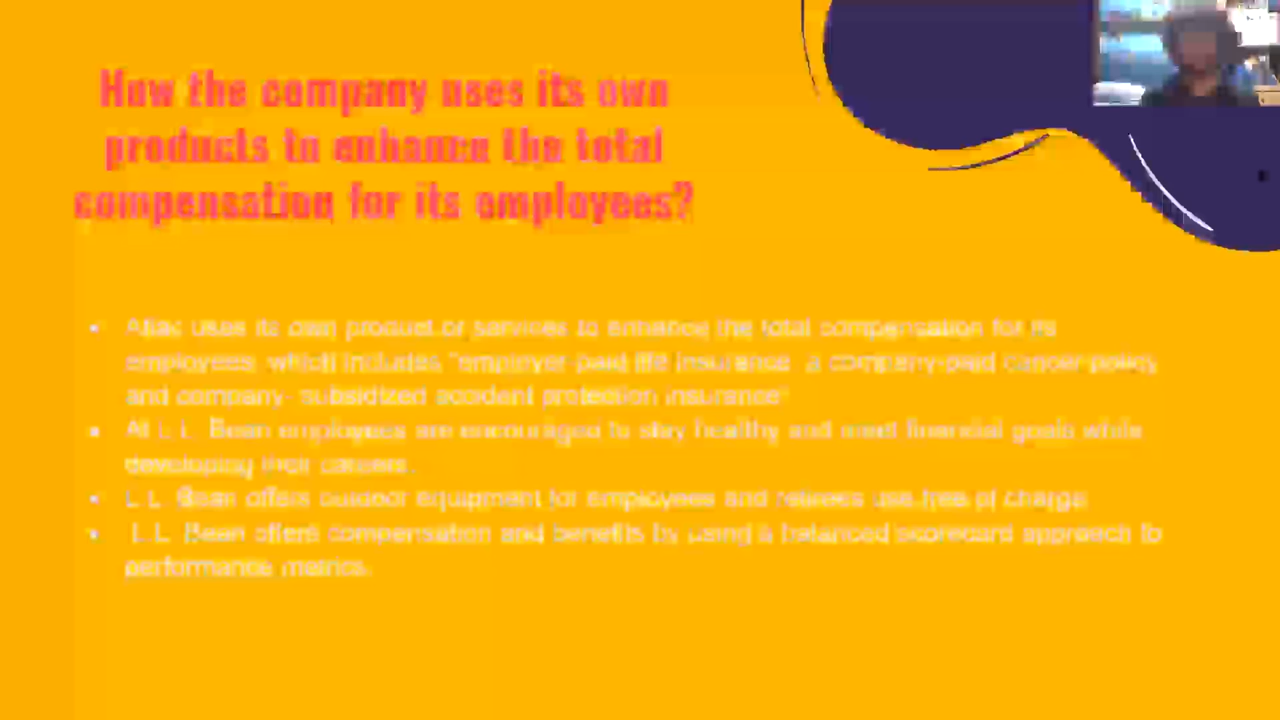 How the company uses its own
products to enhance the total
compensation for its employees?
Aflac uses its own product or services to enhance the total compensation for its
employees, which includes "employer paid life insurance, a company-paid cancer policy
and company- subsidized accident protection insurance"
At L.L. Bean employees are encouraged to stay healthy and meet financial goals while
developing their careers.
L.L. Bean offers outdoor equipment for employees and retirees use free of charge.
L.L. Bean offers compensation and benefits by using a balanced scorecard approach to
performance metrics.